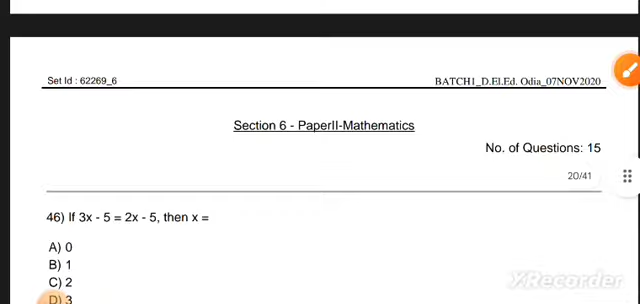 Set Id : 62269_6
BATCH1_D.El.Ed. Odia_07NOV2020
Section 6 - PaperII-Mathematics
No. of Questions: 15
20/41
46) If 3x - 5 = 2x - 5, then x =
A) 0
B) 1
C) 2
D) 3
XRecorder